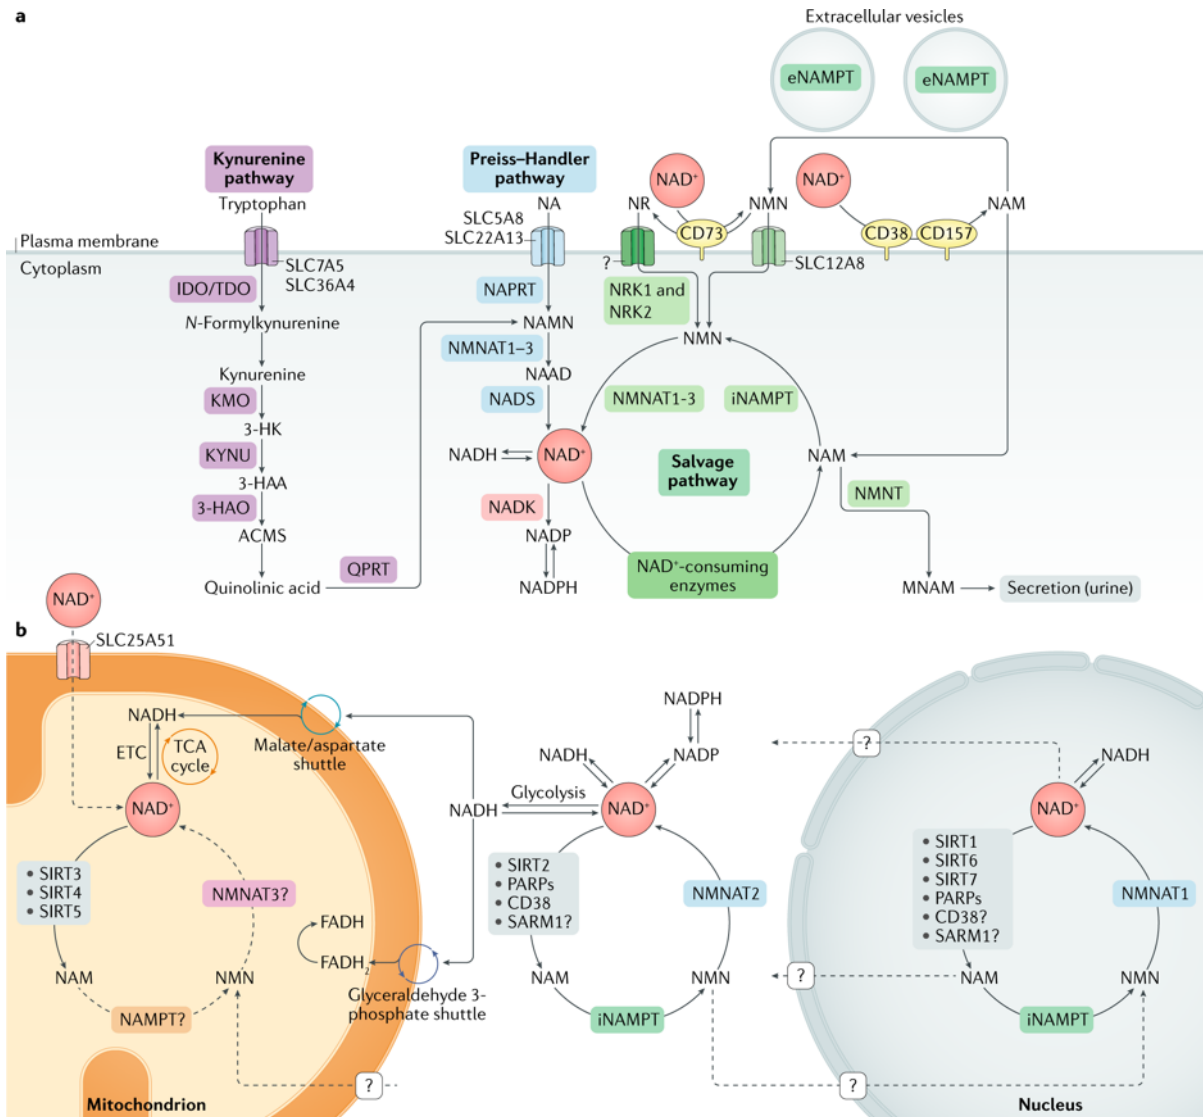 a
Extracellular vesicles
eNAMPT
eNAMPT
Kynurenine
pathway
Preiss–Handler
pathway
NAD⁺
NAD⁺
Tryptophan
NA
NR
NMN
NAM
SLC5A8
SLC22A13
CD73
CD38
CD157
Plasma membrane
Cytoplasm
SLC7A5
SLC36A4
?
SLC12A8
IDO/TDO
NAPRT
NRK1 and
NRK2
N-Formylkynurenine
NAMN
NMN
NMNAT1–3
Kynurenine
NAAD
KMO
NADS
NMNAT1-3
iNAMPT
3-HK
KYNU
NADH
NAD⁺
Salvage
pathway
NAM
3-HAA
NMNT
3-HAO
NADK
ACMS
NADP
QPRT
NAD⁺-consuming
enzymes
Quinolinic acid
NADPH
MNAM
Secretion (urine)
NAD⁺
b
SLC25A51
NADH
Malate/aspartate
shuttle
ETC
TCA
cycle
NAD⁺
SIRT3
SIRT4
SIRT5
NMNAT3?
NAM
NMN
NAMPT?
FADH
FADH₂
Glyceraldehyde 3-
phosphate shuttle
?
Mitochondrion
NADPH
NADH
NADP
Glycolysis
NADH
NAD⁺
• SIRT2
• PARPs
• CD38
• SARM1?
NMNAT2
NAM
NMN
iNAMPT
?
?
?
NADH
NAD⁺
• SIRT1
• SIRT6
• SIRT7
• PARPs
• CD38?
• SARM1?
NMNAT1
NAM
NMN
iNAMPT
Nucleus